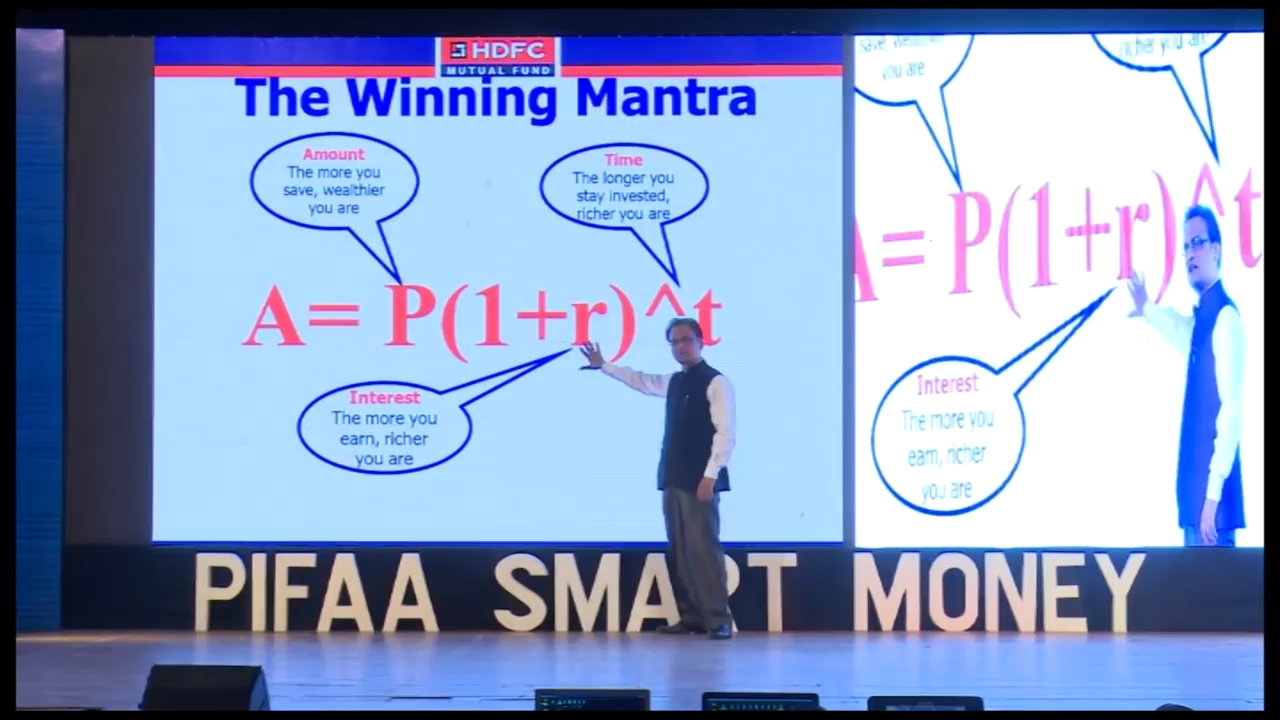 HDFC
MUTUAL FUND
The Winning Mantra
Amount
The more you
save, wealthier
you are
Time
The longer you
stay invested,
richer you are
A= P(1+r)^t
Interest
The more you
earn, richer
you are
save, wealthier
you are
richer you are
A= P(1+r)^t
Interest
The more you
earn, richer
you are
PIFAA SMART MONEY